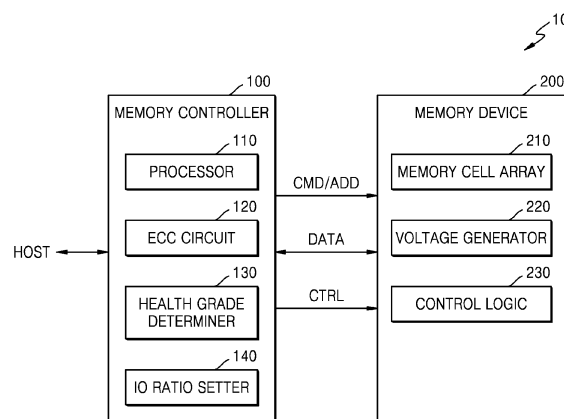 10
100
200
MEMORY CONTROLLER
MEMORY DEVICE
110
PROCESSOR
210
MEMORY CELL ARRAY
CMD/ADD
120
ECC CIRCUIT
220
VOLTAGE GENERATOR
HOST
DATA
130
HEALTH GRADE
DETERMINER
230
CONTROL LOGIC
CTRL
140
IO RATIO SETTER